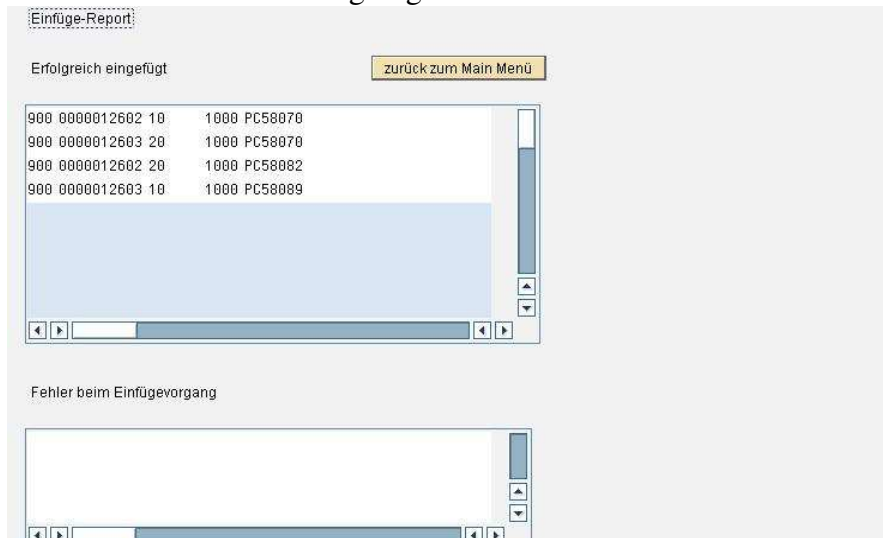 Einfüge-Report
Erfolgreich eingefügt
zurück zum Main Menü
900 0000012602 10 1000 PC58070
900 0000012603 20 1000 PC58070
900 0000012602 20 1000 PC58082
900 0000012603 10 1000 PC58089
Fehler beim Einfügevorgang